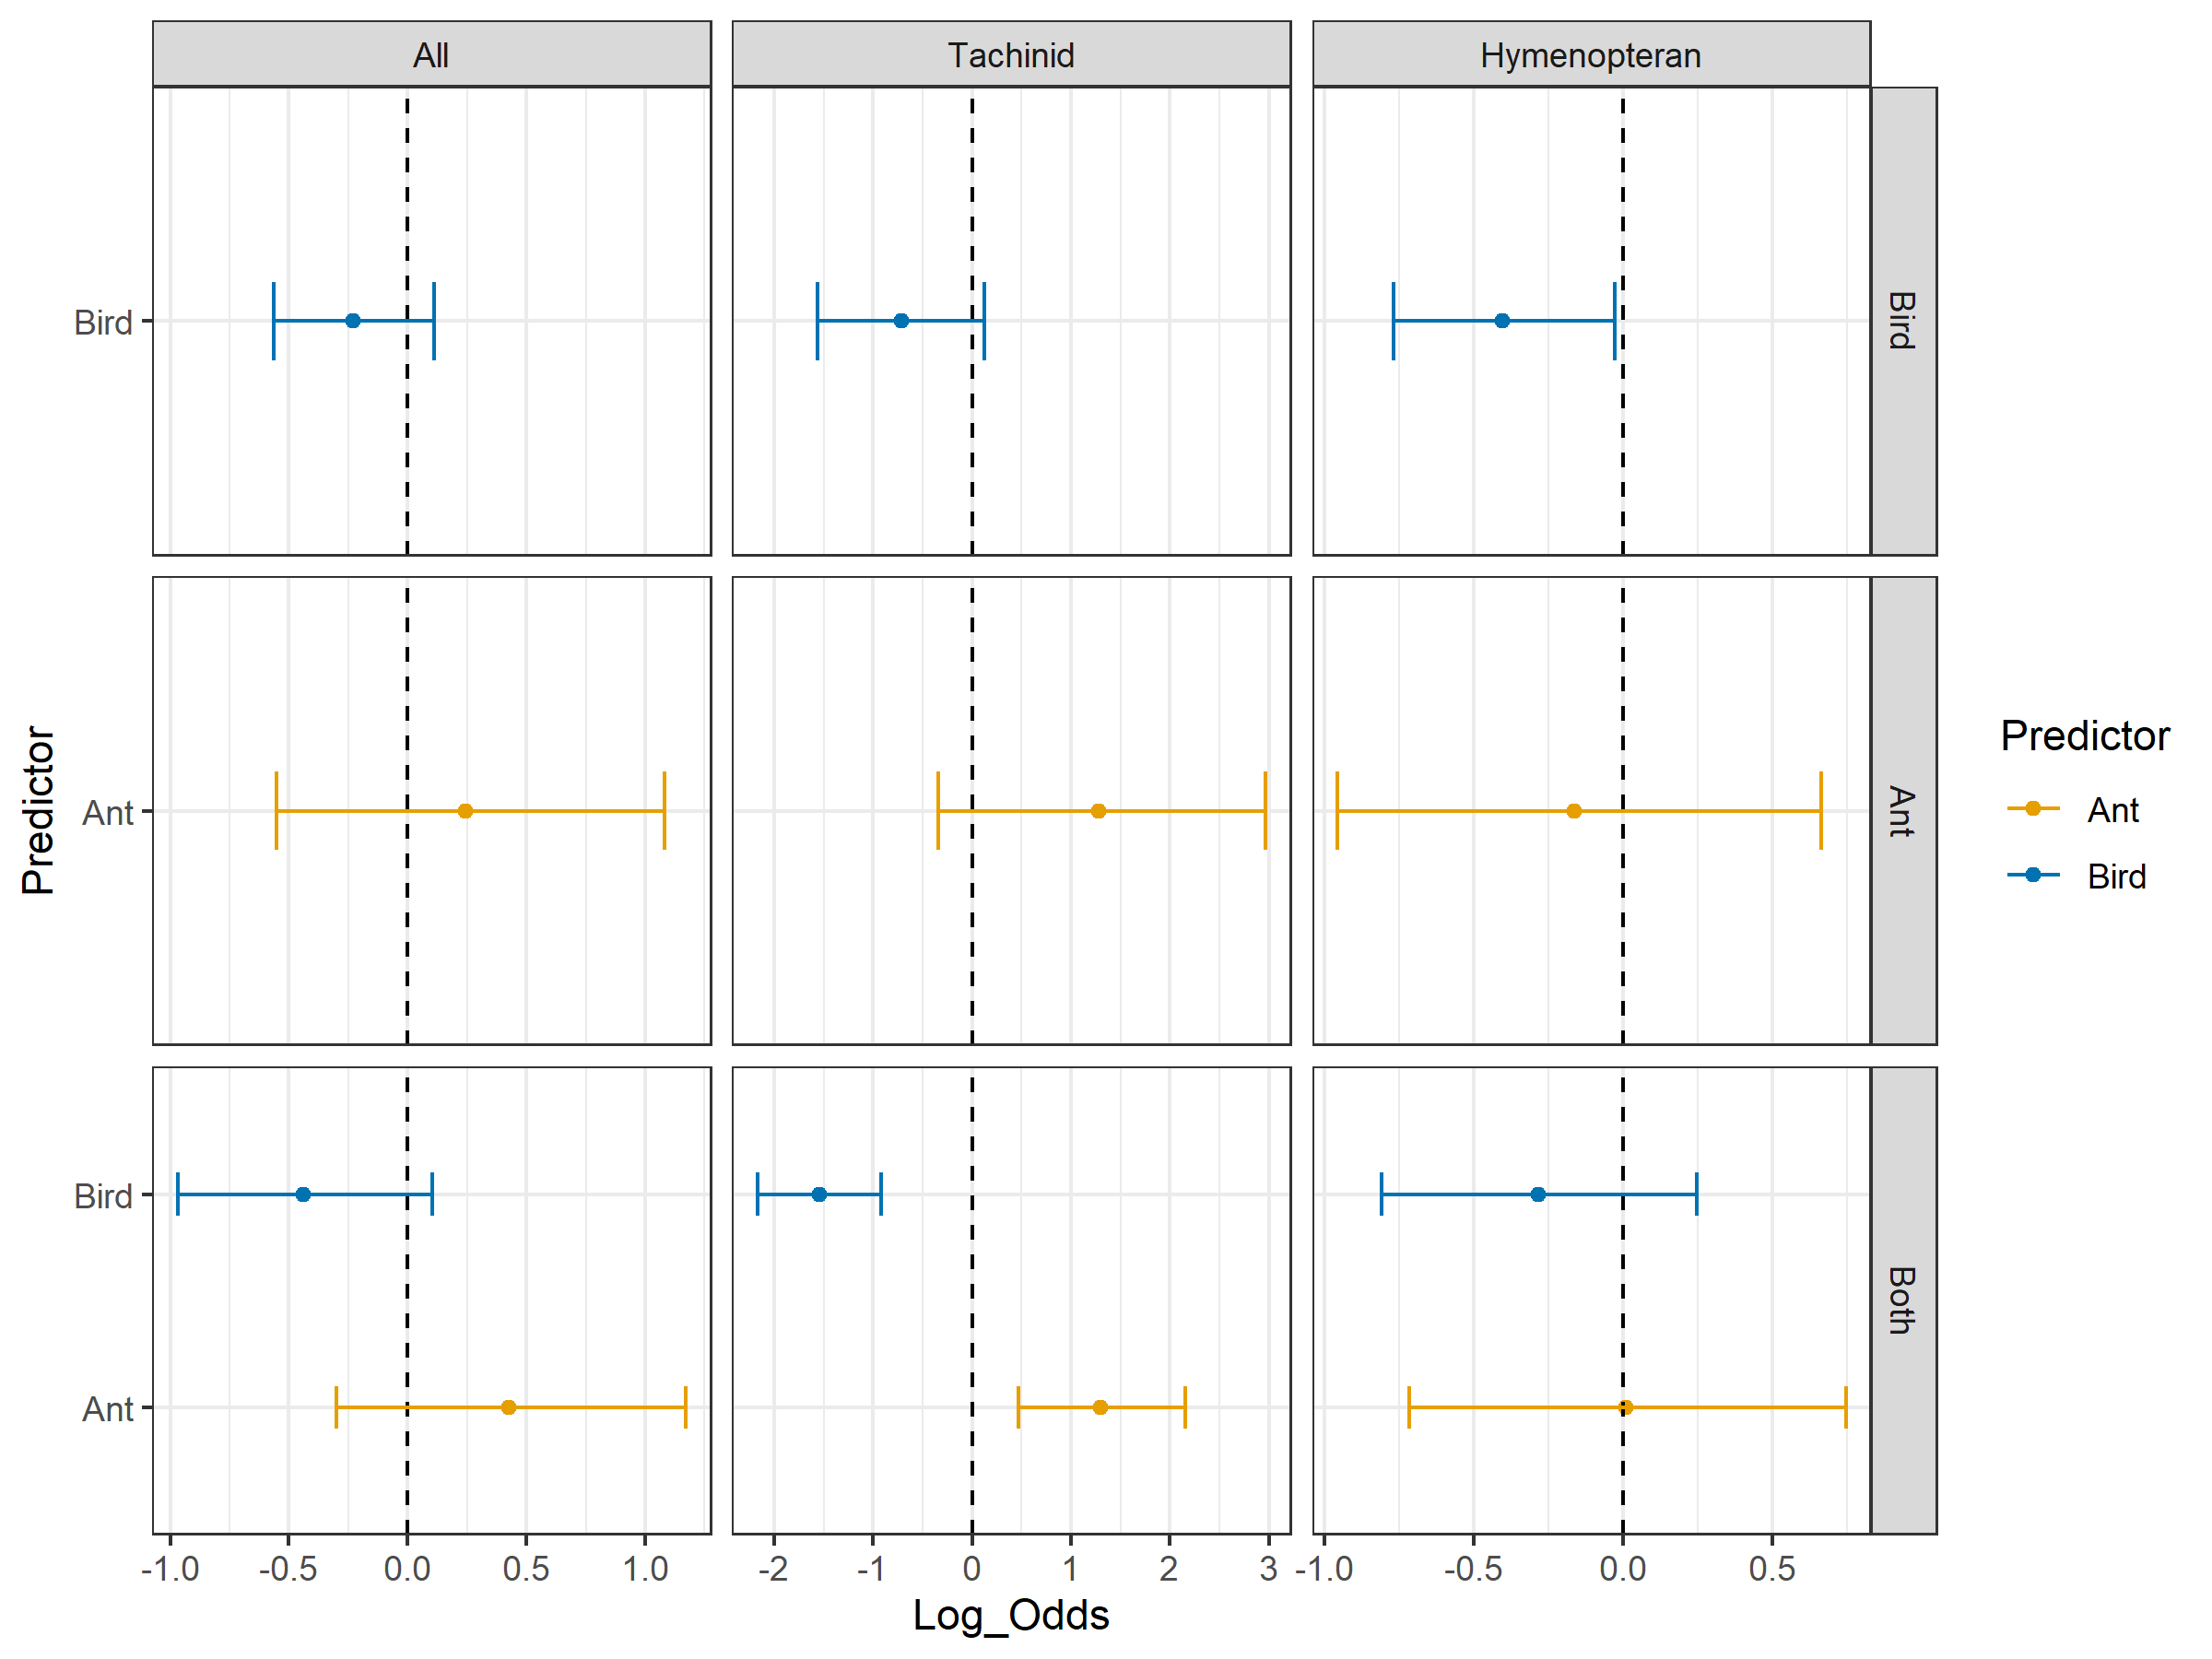 All
Tachinid
Hymenopteran
Bird
Bird
Ant
Ant
Bird
Ant
Both
-1.0 -0.5 0.0 0.5 1.0
-2 -1 0 1 2 3
-1.0 -0.5 0.0 0.5
Log_Odds
Predictor
Predictor
Ant
Bird